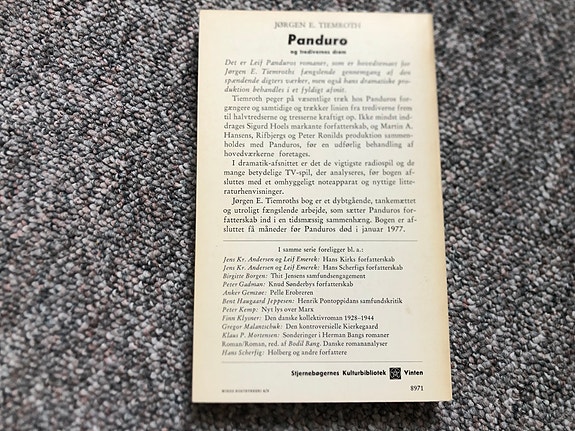 JØRGEN E. TIEMROTH
Panduro
og tredivernes drøm
Det er Leif Panduros romaner, som er hovedtemaet for
Jørgen E. Tiemroths fængslende gennemgang af den
spændende digters værker, men også hans dramatiske pro-
duktion behandles i et fyldigt afsnit.
Tiemroth peger på væsentlige træk hos Panduros for-
gængere og samtidige og trækker linien fra trediverne frem
til halvtredserne og tresserne kraftigt op. Ikke mindst ind-
drages Sigurd Hoels markante forfatterskab, og Martin A.
Hansens, Rifbjergs og Peter Ronilds produktion sammen-
holdes med Panduros, før en udførlig behandling af
hovedværkerne foretages.
I dramatik-afsnittet er det de vigtigste radiospil og de
mange betydelige TV-spil, der analyseres, før bogen af-
sluttes med et omhyggeligt noteapparat og nyttige litte-
raturhenvisninger.
Jørgen E. Tiemroths bog er et dybtgående, tankemættet
og utroligt fængslende arbejde, som sætter Panduros for-
fatterskab ind i en tidsmæssig sammenhæng. Bogen er af-
sluttet få måneder før Panduros død i januar 1977.
I samme serie foreligger bl. a.:
Jens Kr. Andersen og Leif Emerek: Hans Kirks forfatterskab
Jens Kr. Andersen og Leif Emerek: Hans Scherfigs forfatterskab
Birgitte Borgen: Thit Jensens samfundsengagement
Peter Gadman: Knud Sønderbys forfatterskab
Anker Gemzøe: Pelle Erobreren
Bent Haugaard Jeppesen: Henrik Pontoppidans samfundskritik
Peter Kemp: Nyt lys over Marx
Finn Klysner: Den danske kollektivroman 1928-1944
Gregor Malantschuk: Den kontroversielle Kierkegaard
Klaus P. Mortensen: Sonderinger i Herman Bangs romaner
Roman/Roman, red. af Bodil Bang. Danske romananalyser
Hans Scherfig: Holberg og andre forfattere
Stjernebøgernes Kulturbibliotek Vinten
8971